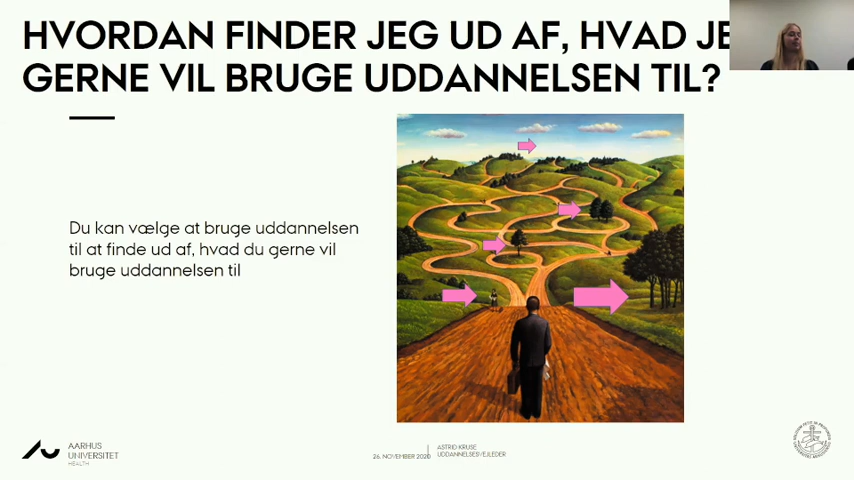 HVORDAN FINDER JEG UD AF, HVAD JE
GERNE VIL BRUGE UDDANNELSEN TIL?
Du kan vælge at bruge uddannelsen
til at finde ud af, hvad du gerne vil
bruge uddannelsen til
AARHUS
UNIVERSITET
HEALTH
26. NOVEMBER 2020
ASTRID KRUSE
UDDANNELSESVEJLEDER